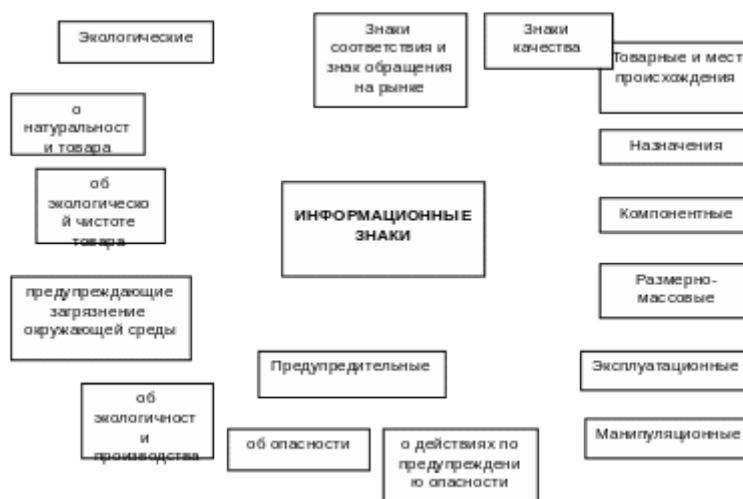 Экологические
Знаки
соответствия и
знак обращения
на рынке
Знаки
качества
Товарные и мест
происхождения
о
натуральност
и товара
Назначения
об
экологическо
й чистоте
товара
ИНФОРМАЦИОННЫЕ
ЗНАКИ
Компонентные
предупреждающие
загрязнение
окружающей среды
Размерно-
массовые
Предупредительные
Эксплуатационные
об
экологичност
и
производства
об опасности
о действиях по
предупреждени
ю опасности
Манипуляционные